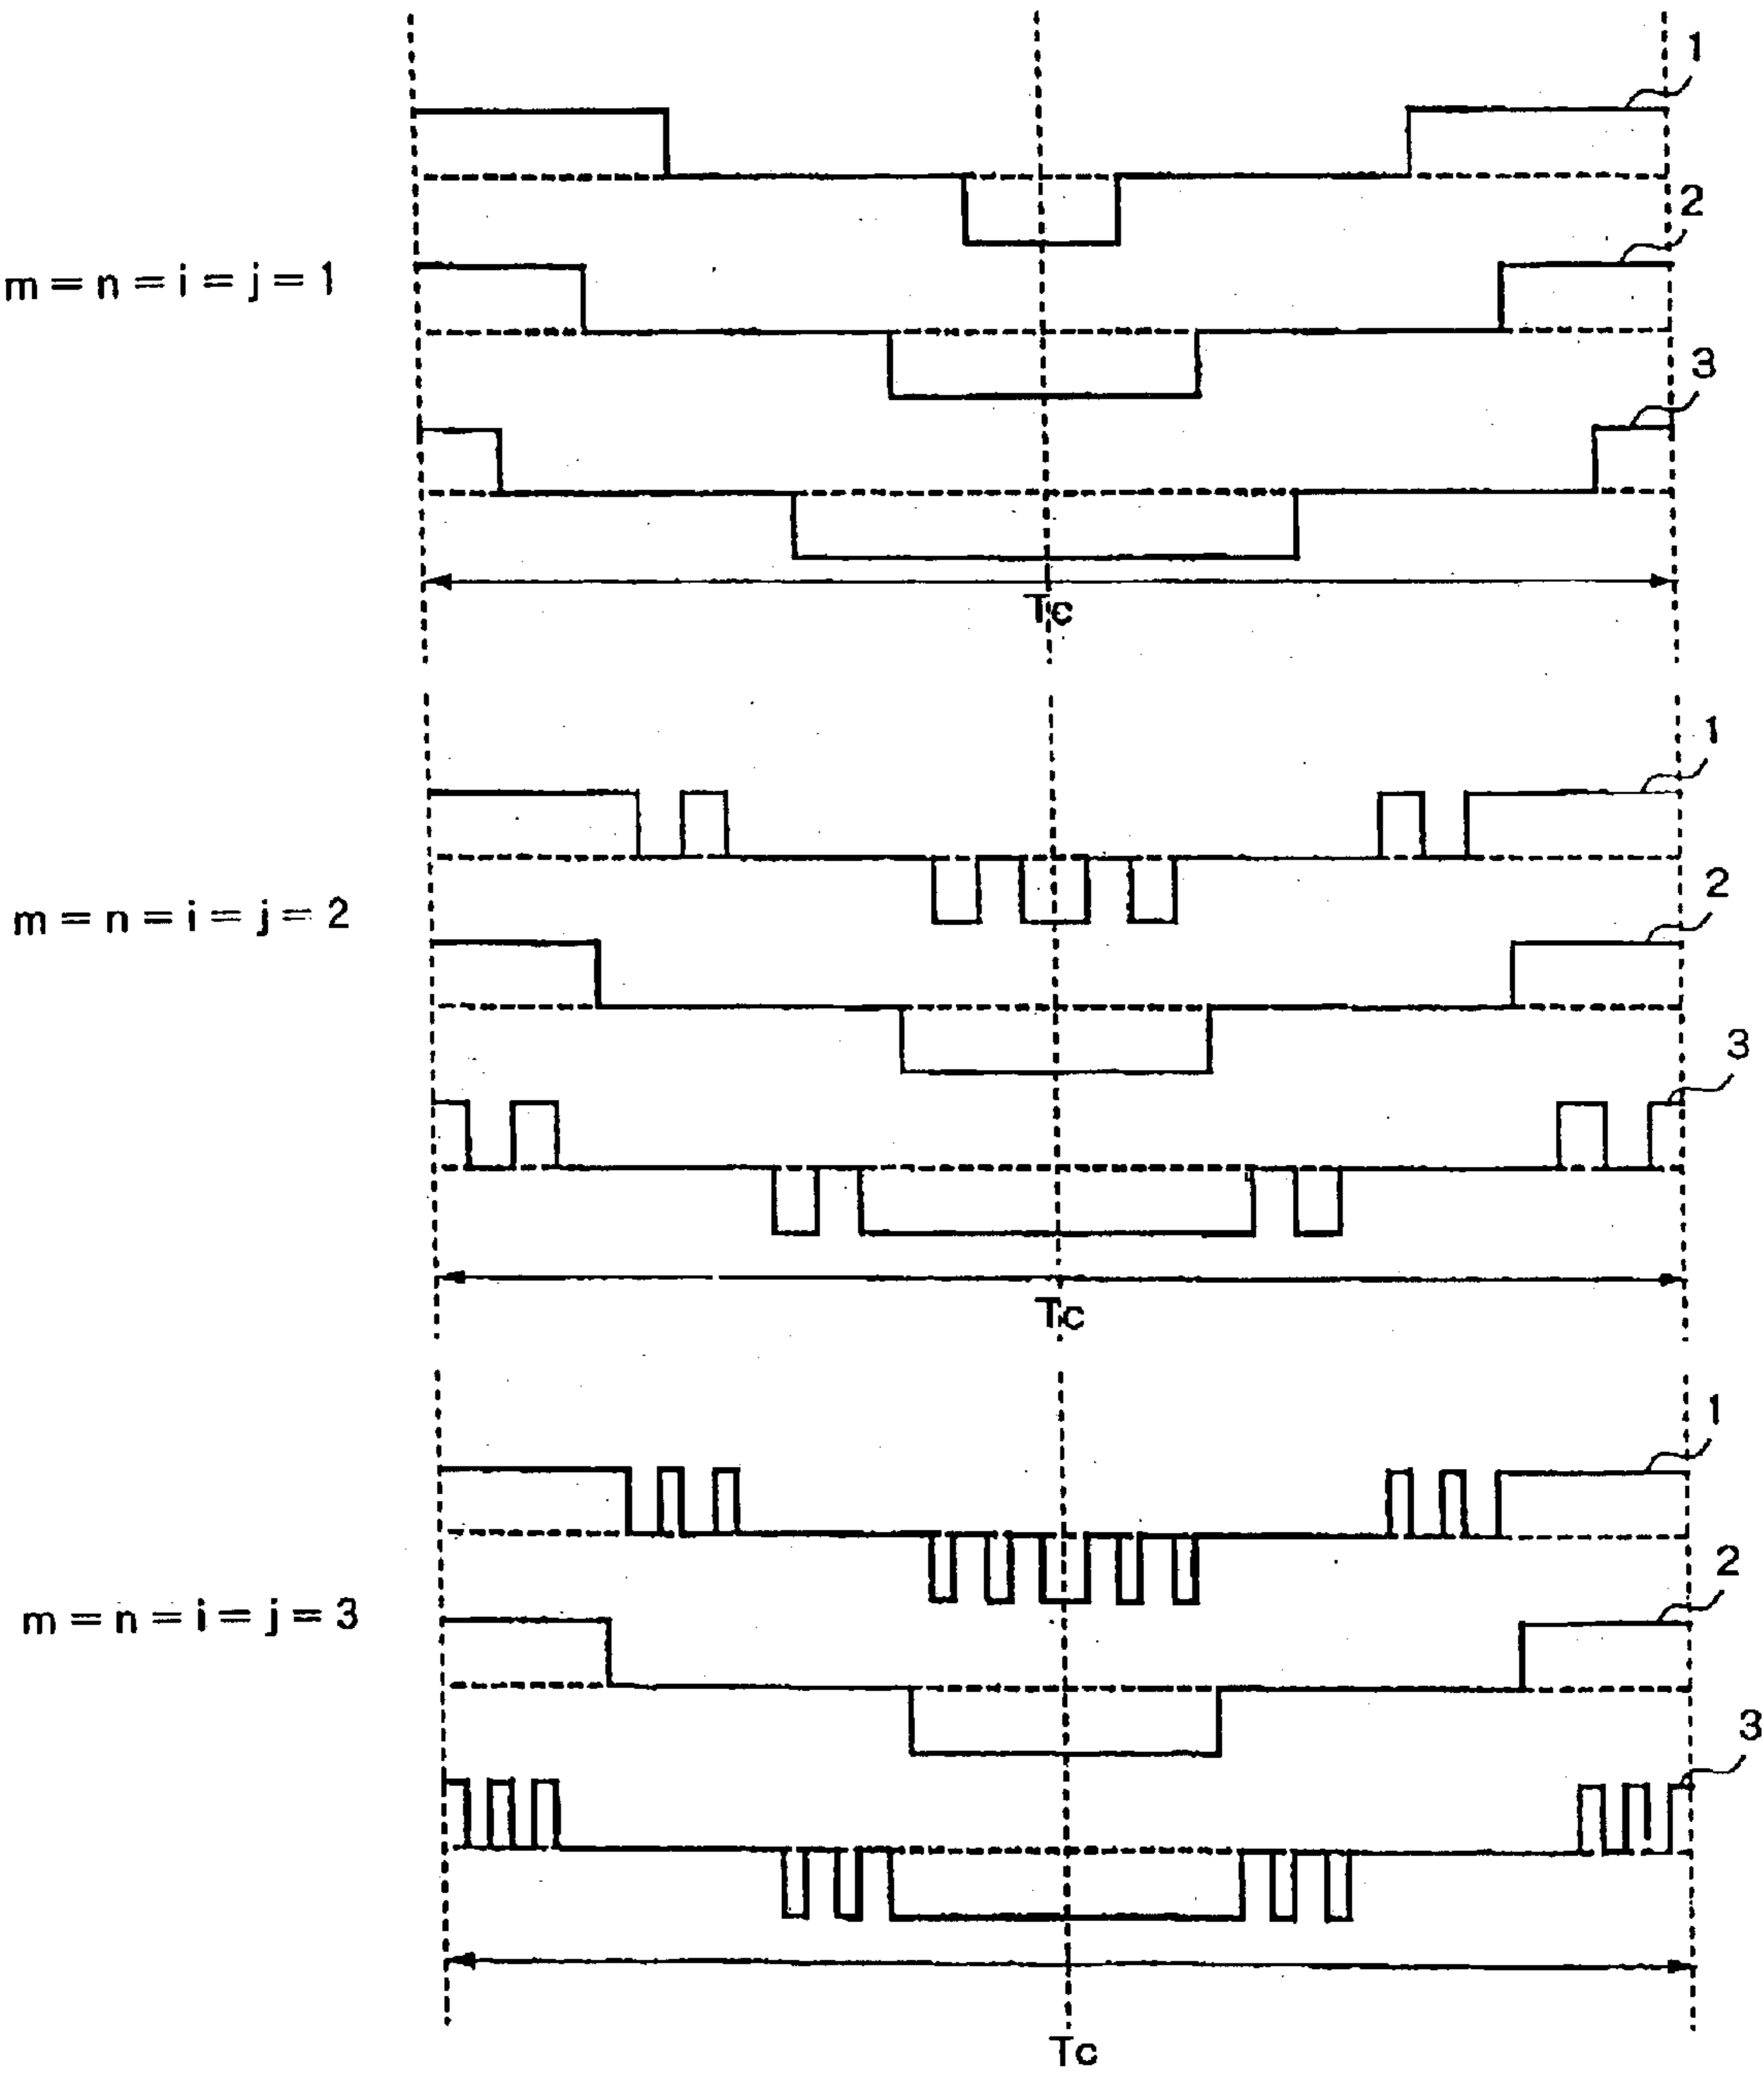 1
2
m = n = i = j = 1
3
Tc
1
2
m = n = i = j = 2
3
Tc
1
2
m = n = i = j = 3
3
Tc